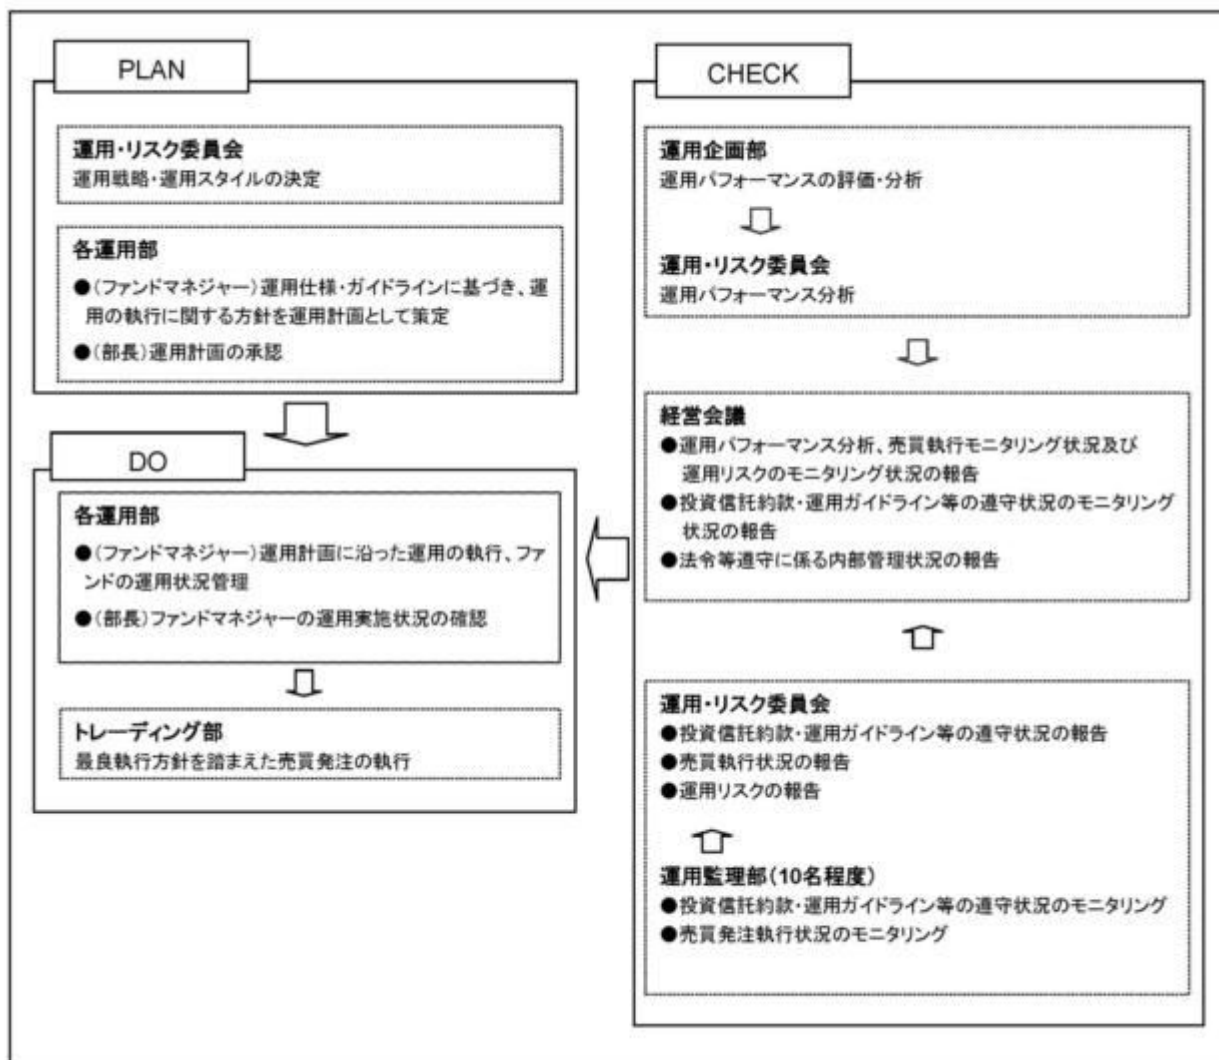 PLAN
運用・リスク委員会
運用戦略・運用スタイルの決定
各運用部
●(ファンドマネジャー)運用仕様・ガイドラインに基づき、運
用の執行に関する方針を運用計画として策定
●(部長)運用計画の承認
DO
各運用部
●(ファンドマネジャー)運用計画に沿った運用の執行、ファ
ンドの運用状況管理
●(部長)ファンドマネジャーの運用実施状況の確認
トレーディング部
最良執行方針を踏まえた売買発注の執行
CHECK
運用企画部
運用パフォーマンスの評価・分析
運用・リスク委員会
運用パフォーマンス分析
経営会議
●運用パフォーマンス分析、売買執行モニタリング状況及び
運用リスクのモニタリング状況の報告
●投資信託約款・運用ガイドライン等の遵守状況のモニタリング
状況の報告
●法令等遵守に係る内部管理状況の報告
運用・リスク委員会
●投資信託約款・運用ガイドライン等の遵守状況の報告
●売買執行状況の報告
●運用リスクの報告
運用監理部(10名程度)
●投資信託約款・運用ガイドライン等の遵守状況のモニタリング
●売買発注執行状況のモニタリング